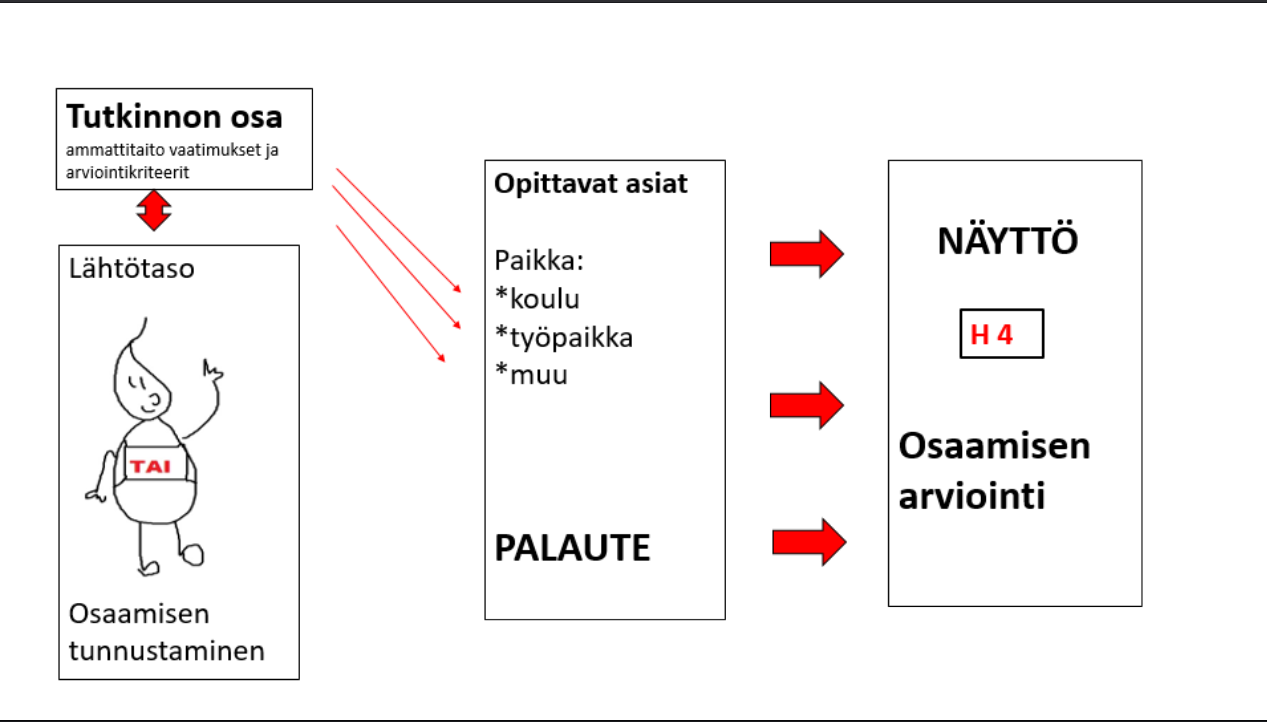 Tutkinnon osa
ammattitaito vaatimukset ja
arviointikriteerit
Lähtötaso
TAI
Osaamisen
tunnustaminen
Opittavat asiat
Paikka:
*koulu
*työpaikka
*muu
PALAUTE
NÄYTTÖ
H 4
Osaamisen
arviointi